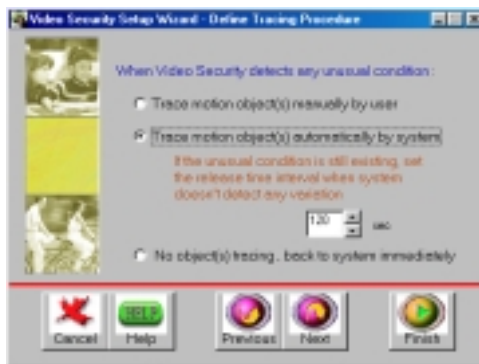 Video Security Setup Wizard - Define Tracing Procedure
When Video Security detects any unusual condition :
Trace motion object(s) manually by user
Trace motion object(s) automatically by system
If the unusual condition is still existing, set
the release time interval when system
doesn't detect any variation
120 sec
No object(s) tracing , back to system immediately
HELP
Cancel Help Previous Next Finish